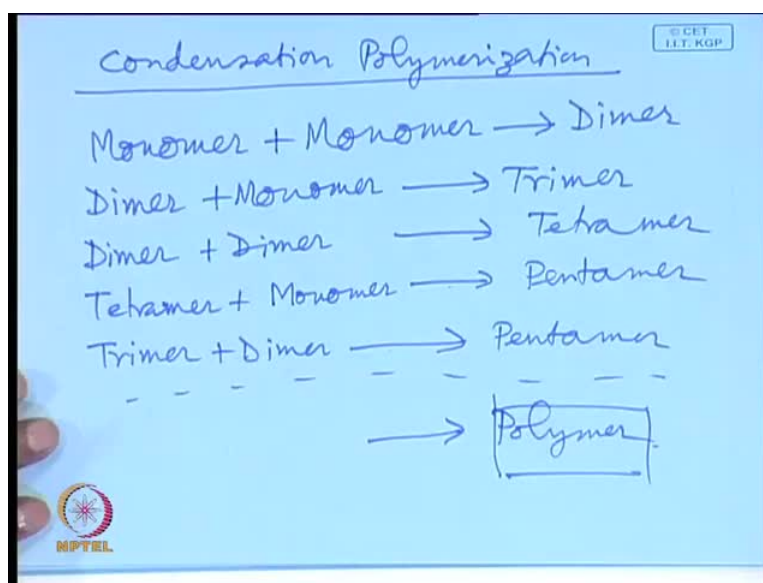 © CET
I.I.T. KGP
Condensation Polymerization
Monomer + Monomer → Dimer
Dimer + Monomer → Trimer
Dimer + Dimer → Tetramer
Tetramer + Monomer → Pentamer
Trimer + Dimer → Pentamer
→ Polymer
NPTEL